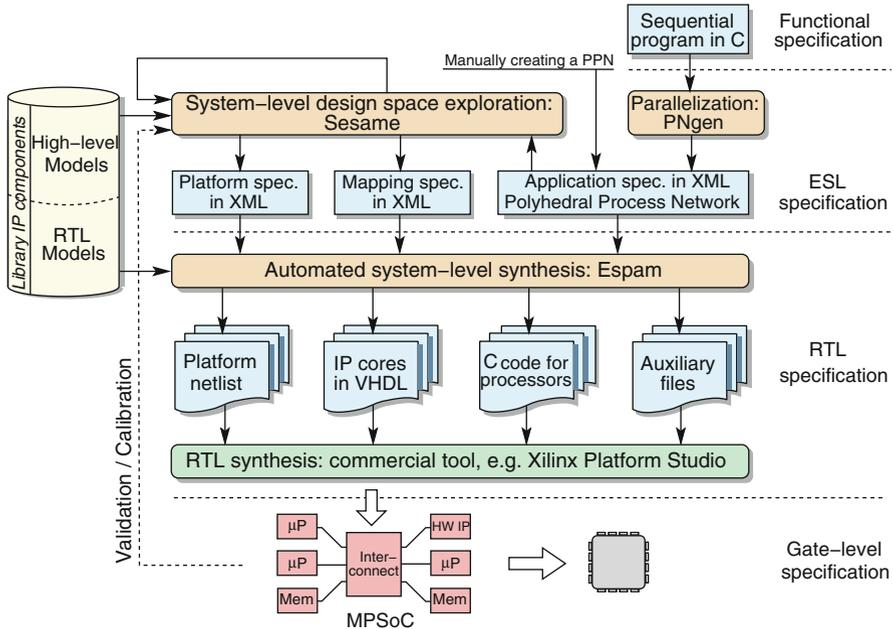 Sequential
program in C
Functional
specification
Manually creating a PPN
System−level design space exploration:
Sesame
Parallelization:
PNgen
Library IP components
High−level
Models
RTL
Models
Platform spec.
in XML
Mapping spec.
in XML
Application spec. in XML
Polyhedral Process Network
ESL
specification
Automated system−level synthesis: Espam
Platform
netlist
IP cores
in VHDL
C code for
processors
Auxiliary
files
RTL
specification
Validation / Calibration
RTL synthesis: commercial tool, e.g. Xilinx Platform Studio
µP
µP
Mem
Inter−
connect
HW IP
µP
Mem
MPSoC
Gate−level
specification